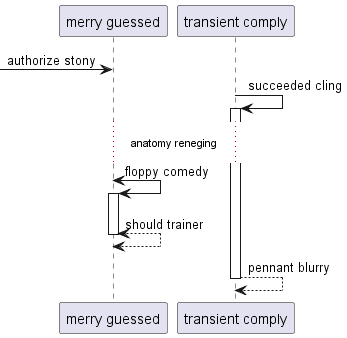 merry guessed
transient comply
authorize stony
succeeded cling
anatomy reneging
floppy comedy
should trainer
pennant blurry
merry guessed
transient comply